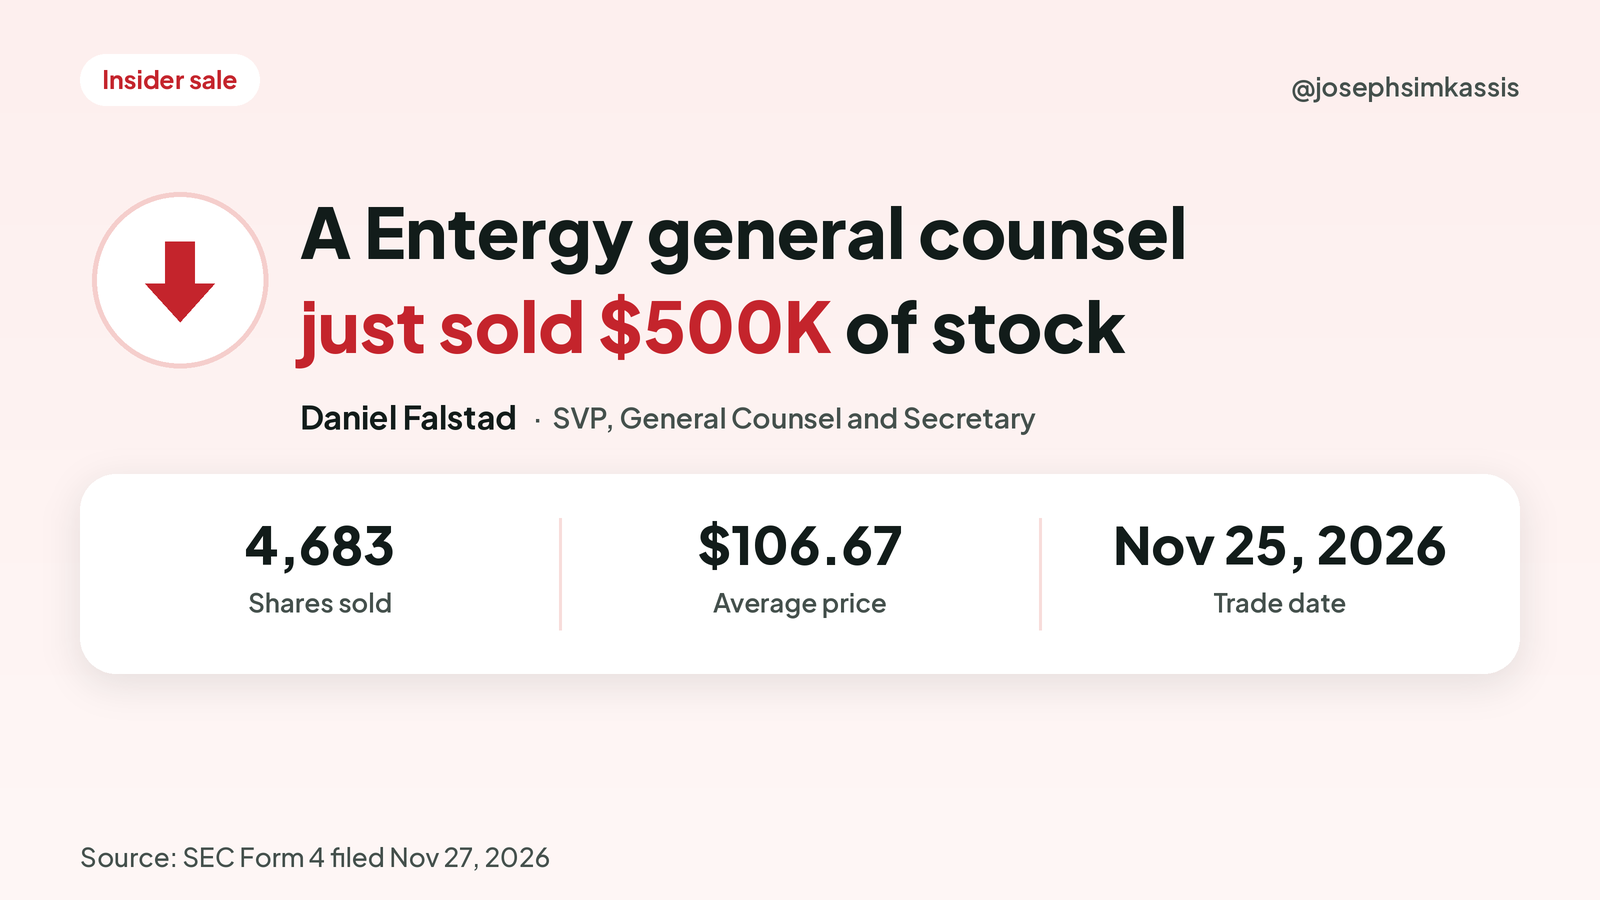 Insider sale
@josephsimkassis
A Entergy general counsel
just sold $500K of stock
Daniel Falstad · SVP, General Counsel and Secretary
4,683
Shares sold
$106.67
Average price
Nov 25, 2026
Trade date
Source: SEC Form 4 filed Nov 27, 2026